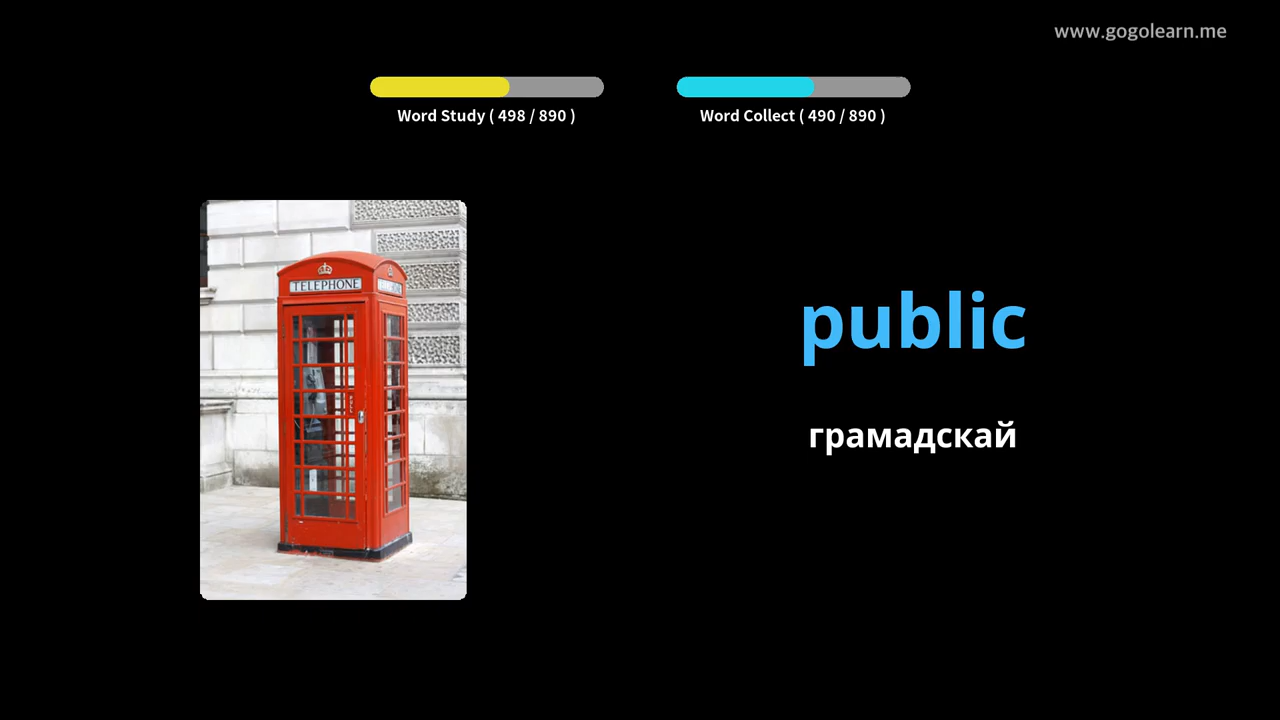 www.gogolearn.me
Word Study ( 498 / 890 )
Word Collect ( 490 / 890 )
TELEPHONE
public
грамадскай